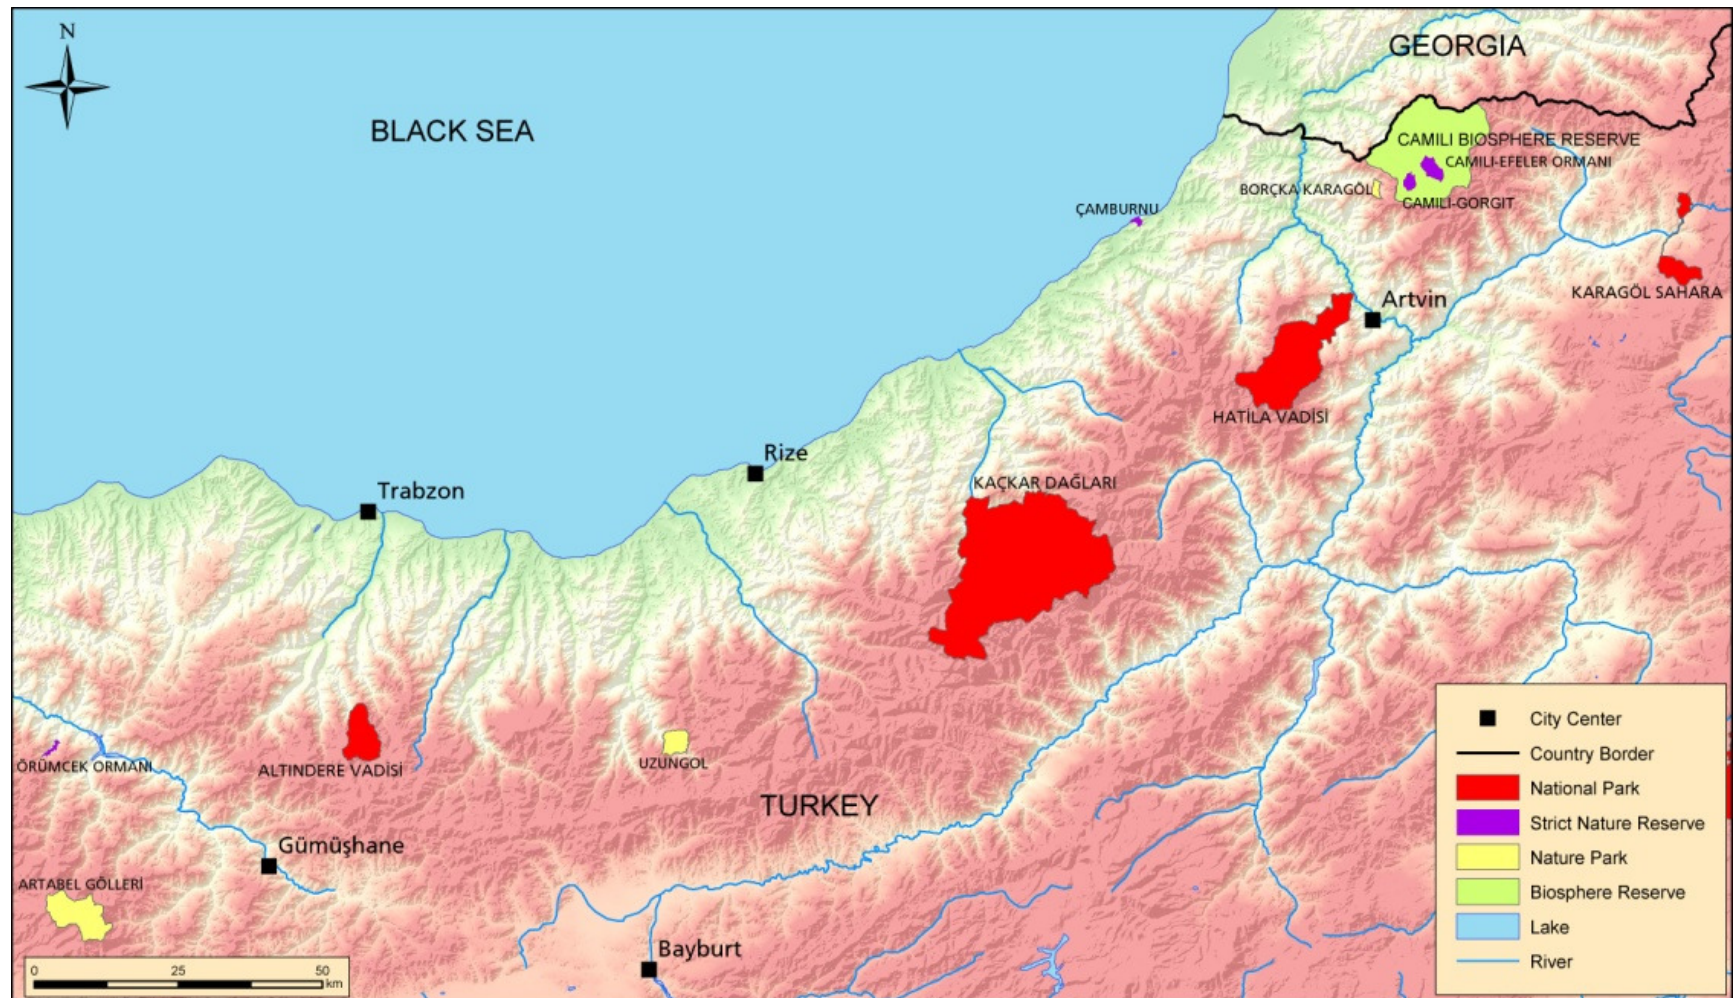 N
GEORGIA
BLACK SEA
CAMILI BIOSPHERE RESERVE
CAMILI-EFELER ORMANI
BORÇKA KARAGÖL
CAMILI-GORGIT
ÇAMBURNU
KARAGÖL SAHARA
Artvin
HATİLA VADİSİ
Rize
KAÇKAR DAĞLARI
Trabzon
ÖRÜMCEK ORMANI
ALTINDERE VADİSİ
UZUNGOL
TURKEY
Gümüşhane
ARTABEL GÖLLERİ
Bayburt
0 25 50
km
City Center
Country Border
National Park
Strict Nature Reserve
Nature Park
Biosphere Reserve
Lake
River